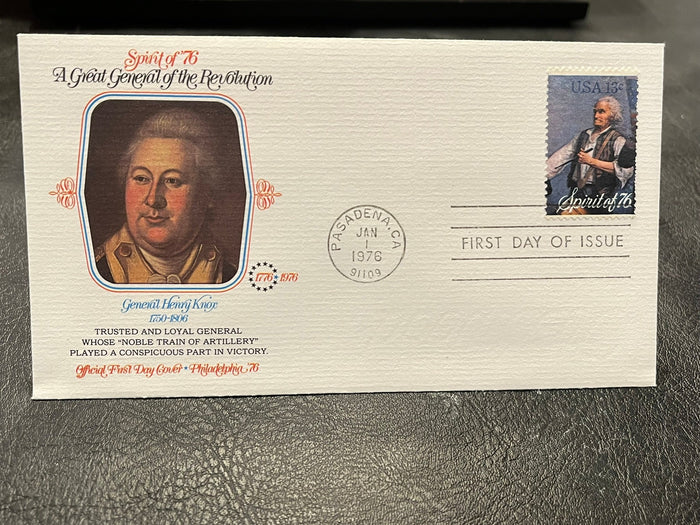 Spirit of '76
A Great General of the Revolution
1776 • 1976
General Henry Knox
1750-1806
TRUSTED AND LOYAL GENERAL
WHOSE "NOBLE TRAIN OF ARTILLERY"
PLAYED A CONSPICUOUS PART IN VICTORY.
Official First Day Cover • Philadelphia '76
PASADENA, CA
JAN
1
1976
91109
USA 13c
Spirit of 76
FIRST DAY OF ISSUE